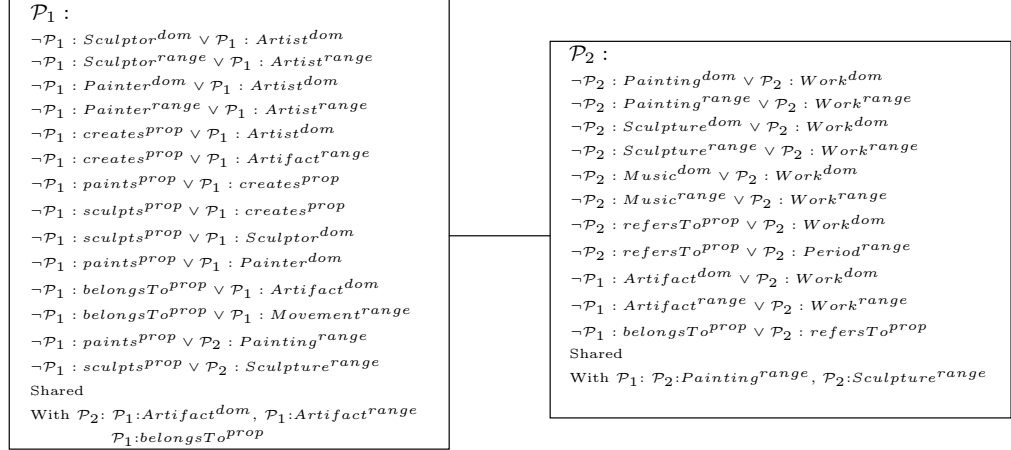 𝒫₁ :
¬𝒫₁ : Sculptor^dom ∨ 𝒫₁ : Artist^dom
¬𝒫₁ : Sculptor^range ∨ 𝒫₁ : Artist^range
¬𝒫₁ : Painter^dom ∨ 𝒫₁ : Artist^dom
¬𝒫₁ : Painter^range ∨ 𝒫₁ : Artist^range
¬𝒫₁ : creates^prop ∨ 𝒫₁ : Artist^dom
¬𝒫₁ : creates^prop ∨ 𝒫₁ : Artifact^range
¬𝒫₁ : paints^prop ∨ 𝒫₁ : creates^prop
¬𝒫₁ : sculpts^prop ∨ 𝒫₁ : creates^prop
¬𝒫₁ : sculpts^prop ∨ 𝒫₁ : Sculptor^dom
¬𝒫₁ : paints^prop ∨ 𝒫₁ : Painter^dom
¬𝒫₁ : belongsTo^prop ∨ 𝒫₁ : Artifact^dom
¬𝒫₁ : belongsTo^prop ∨ 𝒫₁ : Movement^range
¬𝒫₁ : paints^prop ∨ 𝒫₂ : Painting^range
¬𝒫₁ : sculpts^prop ∨ 𝒫₂ : Sculpture^range
Shared
With 𝒫₂: 𝒫₁:Artifact^dom, 𝒫₁:Artifact^range
𝒫₁:belongsTo^prop
𝒫₂ :
¬𝒫₂ : Painting^dom ∨ 𝒫₂ : Work^dom
¬𝒫₂ : Painting^range ∨ 𝒫₂ : Work^range
¬𝒫₂ : Sculpture^dom ∨ 𝒫₂ : Work^dom
¬𝒫₂ : Sculpture^range ∨ 𝒫₂ : Work^range
¬𝒫₂ : Music^dom ∨ 𝒫₂ : Work^dom
¬𝒫₂ : Music^range ∨ 𝒫₂ : Work^range
¬𝒫₂ : refersTo^prop ∨ 𝒫₂ : Work^dom
¬𝒫₂ : refersTo^prop ∨ 𝒫₂ : Period^range
¬𝒫₁ : Artifact^dom ∨ 𝒫₂ : Work^dom
¬𝒫₁ : Artifact^range ∨ 𝒫₂ : Work^range
¬𝒫₁ : belongsTo^prop ∨ 𝒫₂ : refersTo^prop
Shared
With 𝒫₁: 𝒫₂:Painting^range, 𝒫₂:Sculpture^range